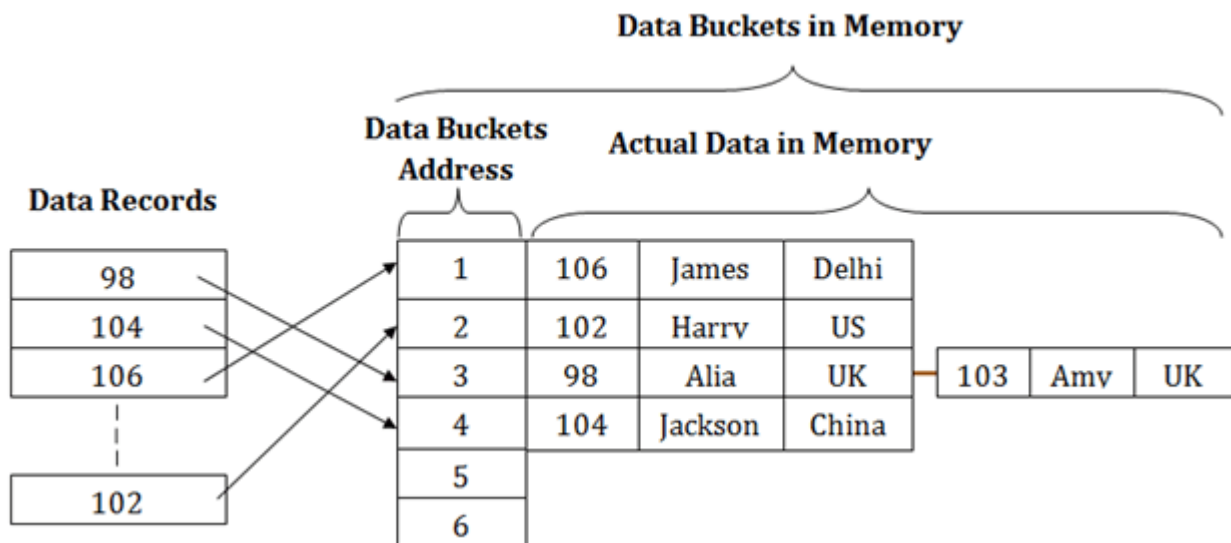 Data Buckets in Memory
Data Buckets
Address
Actual Data in Memory
Data Records
98
104
106
102
1 106 James Delhi
2 102 Harry US
3 98 Alia UK 103 Amy UK
4 104 Jackson China
5
6